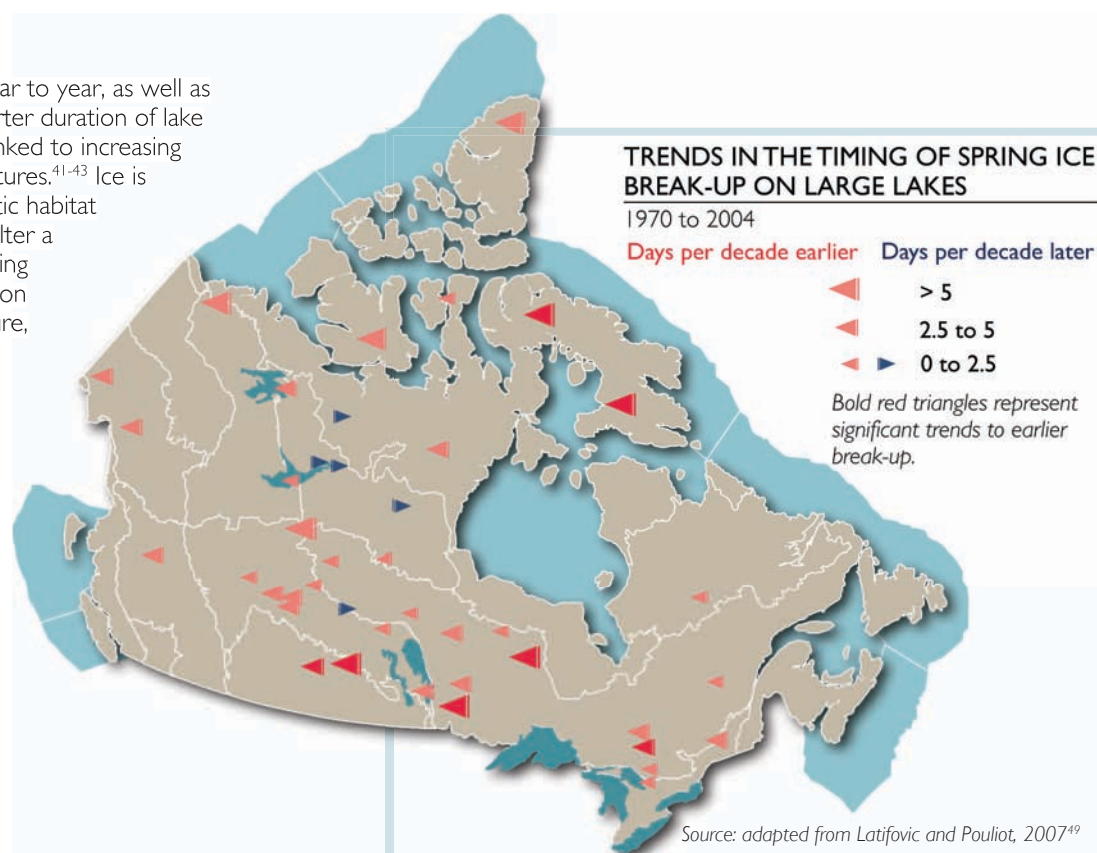 ar to year, as well as
rter duration of lake
nked to increasing
tures.41-43 Ice is
tic habitat
lter a
ing
on
re,
TRENDS IN THE TIMING OF SPRING ICE
BREAK-UP ON LARGE LAKES
1970 to 2004
Days per decade earlier Days per decade later
> 5
2.5 to 5
0 to 2.5
Bold red triangles represent
significant trends to earlier
break-up.
Source: adapted from Latifovic and Pouliot, 200749